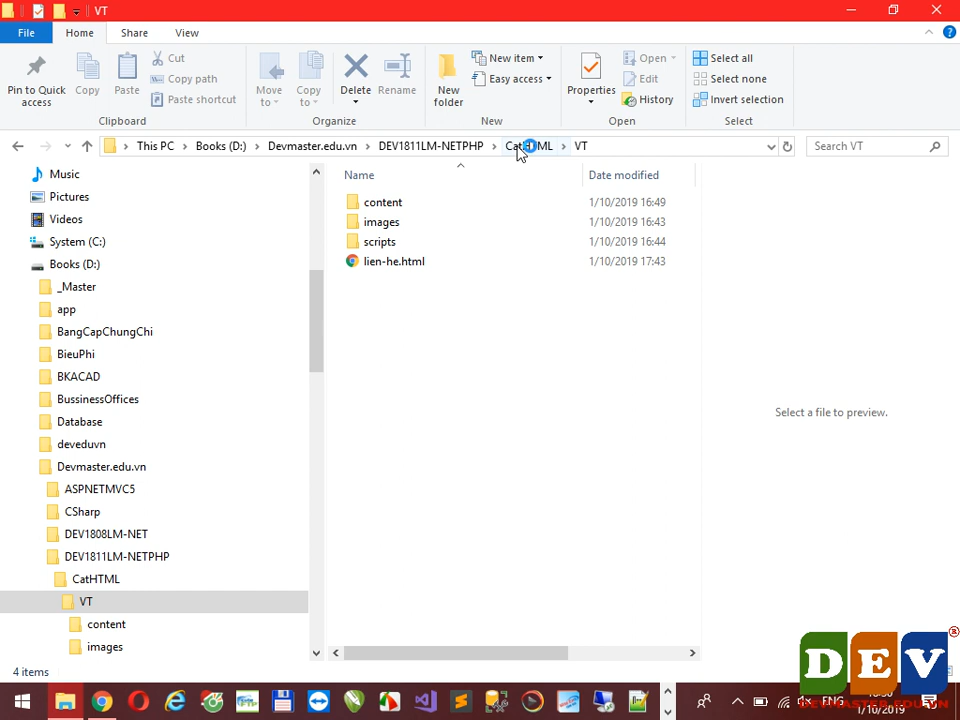 VT
File Home Share View
Pin to Quick access
Copy
Paste
Cut
Copy path
Paste shortcut
Clipboard
Move to
Copy to
Delete
Rename
Organize
New folder
New item
Easy access
New
Properties
Open
Edit
History
Open
Select all
Select none
Invert selection
Select
This PC Books (D:) Devmaster.edu.vn DEV1811LM-NETPHP CatHTML VT
Search VT
Music
Pictures
Videos
System (C:)
Books (D:)
_Master
app
BangCapChungChi
BieuPhi
BKACAD
BussinessOffices
Database
deveduvn
Devmaster.edu.vn
ASPNETMVC5
CSharp
DEV1808LM-NET
DEV1811LM-NETPHP
CatHTML
VT
content
images
Name Date modified
content 1/10/2019 16:49
images 1/10/2019 16:43
scripts 1/10/2019 16:44
lien-he.html 1/10/2019 17:43
Select a file to preview.
4 items
DEV®
DEVMASTER.EDU.VN
ENG
1/10/2019